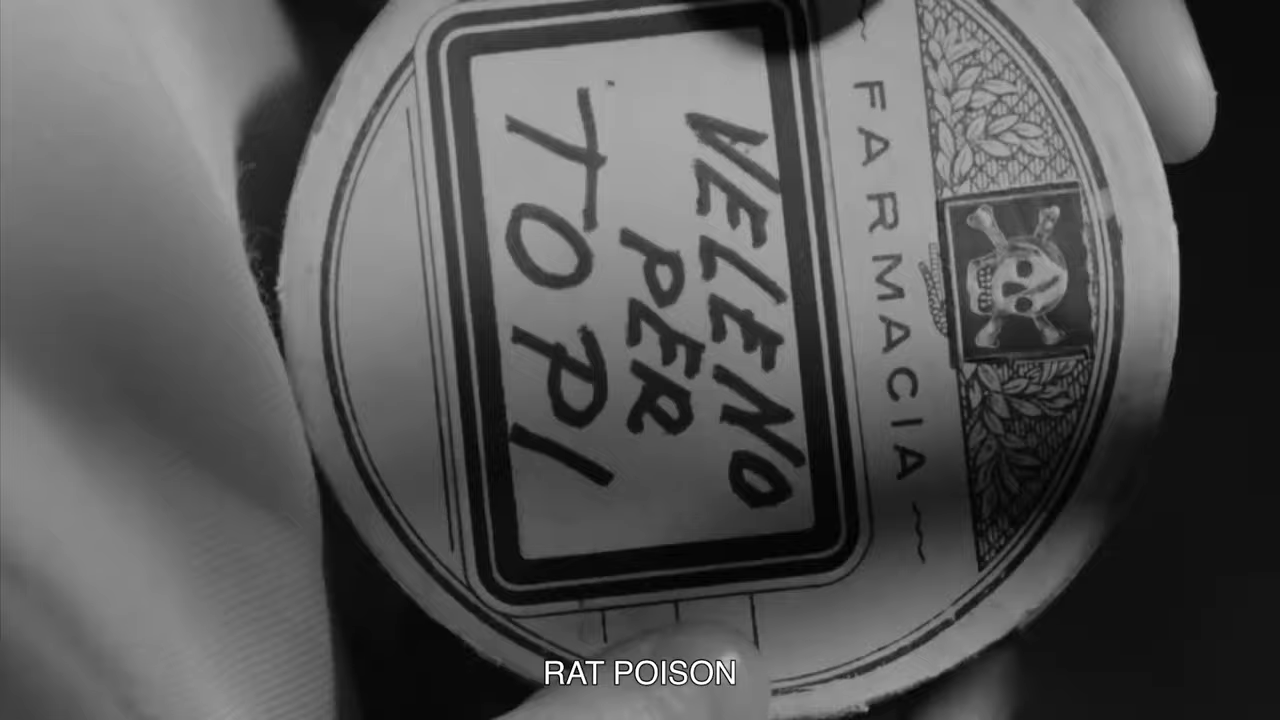 ~ FARMACIA ~
VELENO
PER
TOPI
RAT POISON